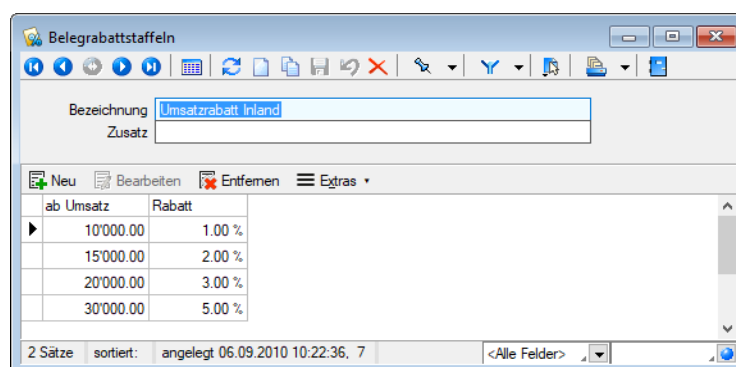 Belegrabattstaffeln
Bezeichnung Umsatzrabatt Inland
Zusatz
Neu Bearbeiten Entfernen Extras
ab Umsatz Rabatt
10'000.00 1.00 %
15'000.00 2.00 %
20'000.00 3.00 %
30'000.00 5.00 %
2 Sätze sortiert: angelegt 06.09.2010 10:22:36, 7 <Alle Felder>